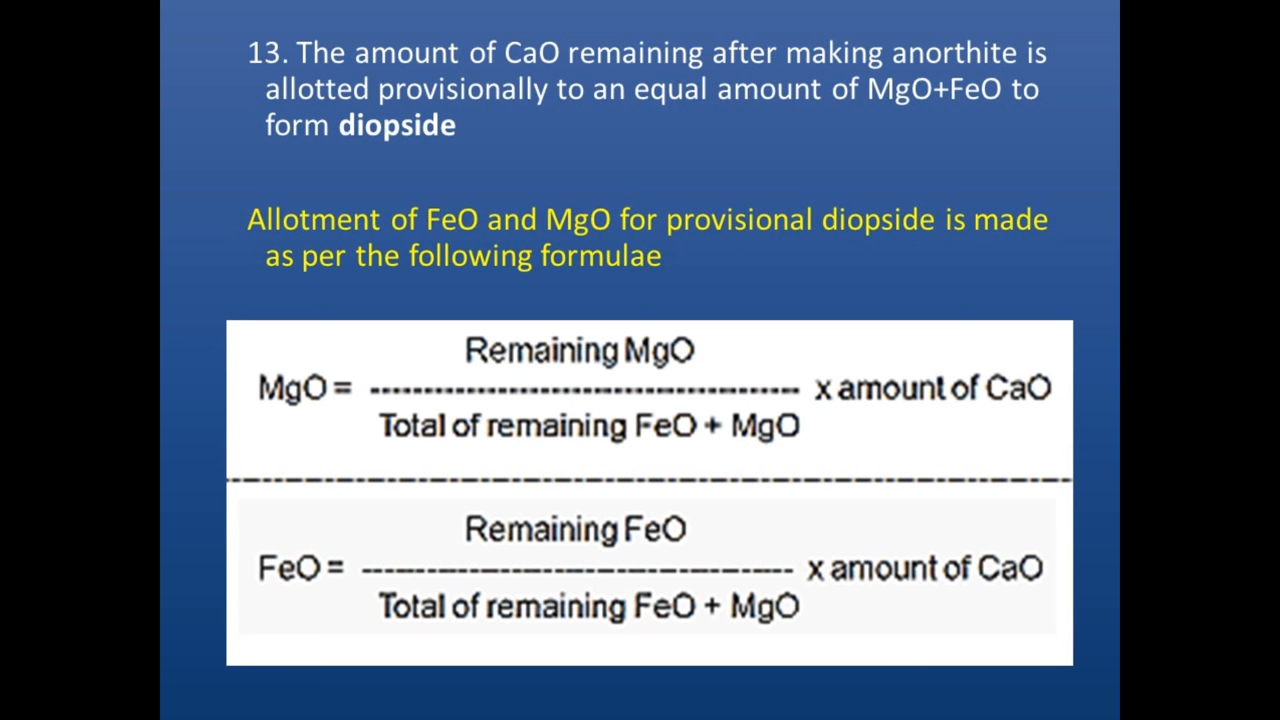 13. The amount of CaO remaining after making anorthite is
allotted provisionally to an equal amount of MgO+FeO to
form diopside
Allotment of FeO and MgO for provisional diopside is made
as per the following formulae
Remaining MgO
MgO = ---------------------------------------- x amount of CaO
Total of remaining FeO + MgO
Remaining FeO
FeO = ---------------------------------------- x amount of CaO
Total of remaining FeO + MgO